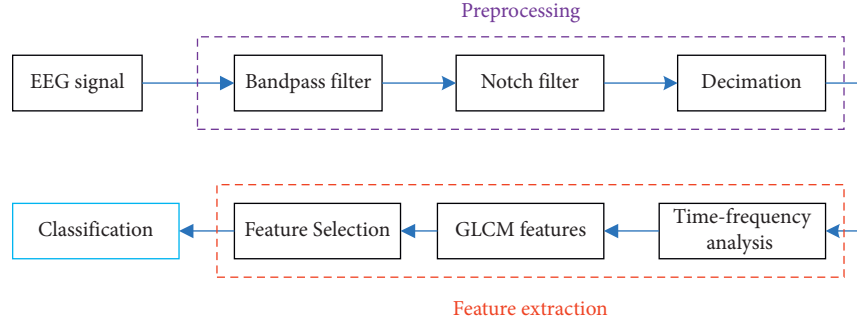 Preprocessing
EEG signal
Bandpass filter
Notch filter
Decimation
Time-frequency
analysis
GLCM features
Feature Selection
Classification
Feature extraction